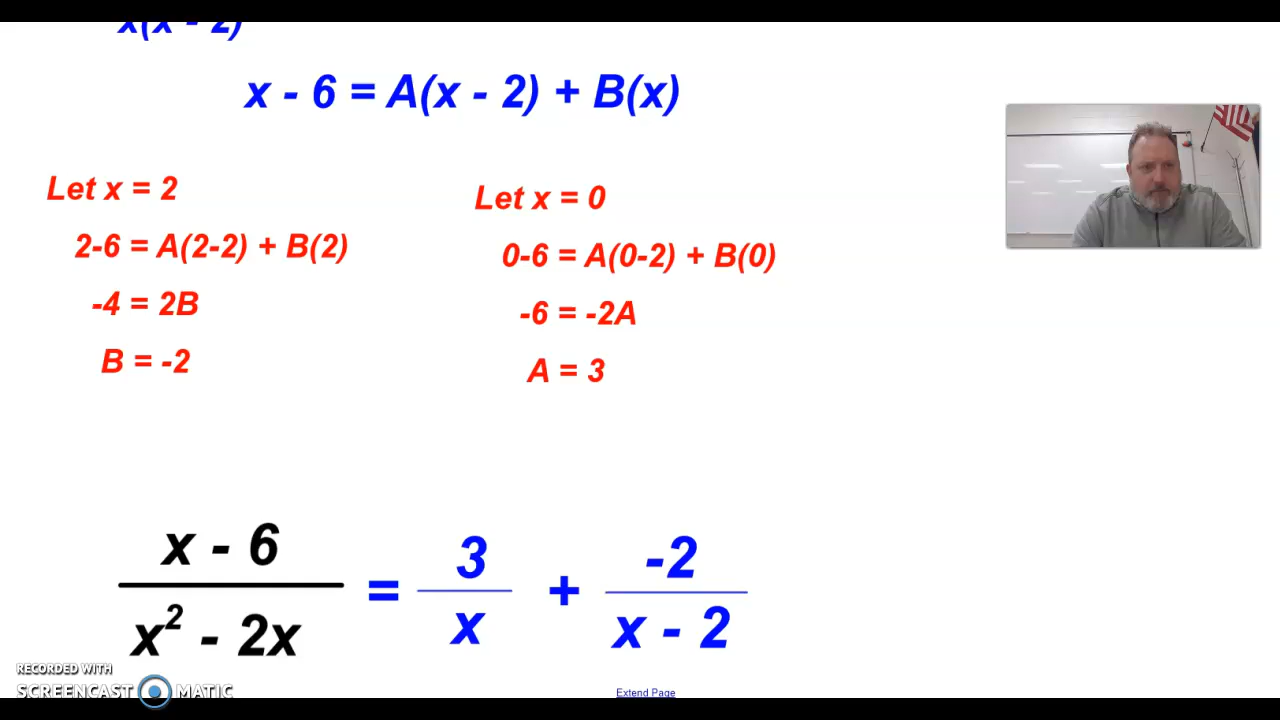 x(x - 2)
x - 6 = A(x - 2) + B(x)
Let x = 2
2-6 = A(2-2) + B(2)
-4 = 2B
B = -2
Let x = 0
0-6 = A(0-2) + B(0)
-6 = -2A
A = 3
x - 6 / x² - 2x = 3 / x + -2 / x - 2
RECORDED WITH
SCREENCAST MATIC
Extend Page